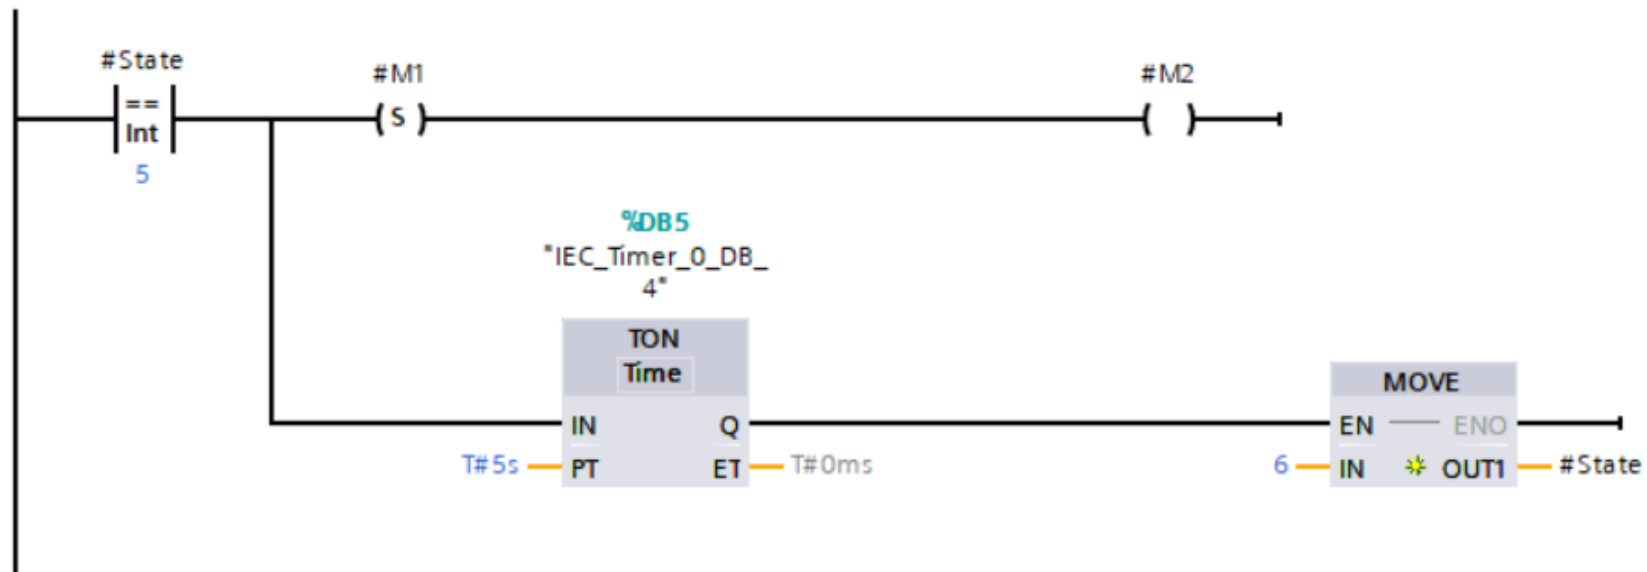 #State
==
Int
5
#M1
( S )
#M2
( )
%DB5
"IEC_Timer_0_DB_
4"
TON
Time
IN Q
T#5s PT ET T#0ms
MOVE
EN ENO
6 IN OUT1 #State